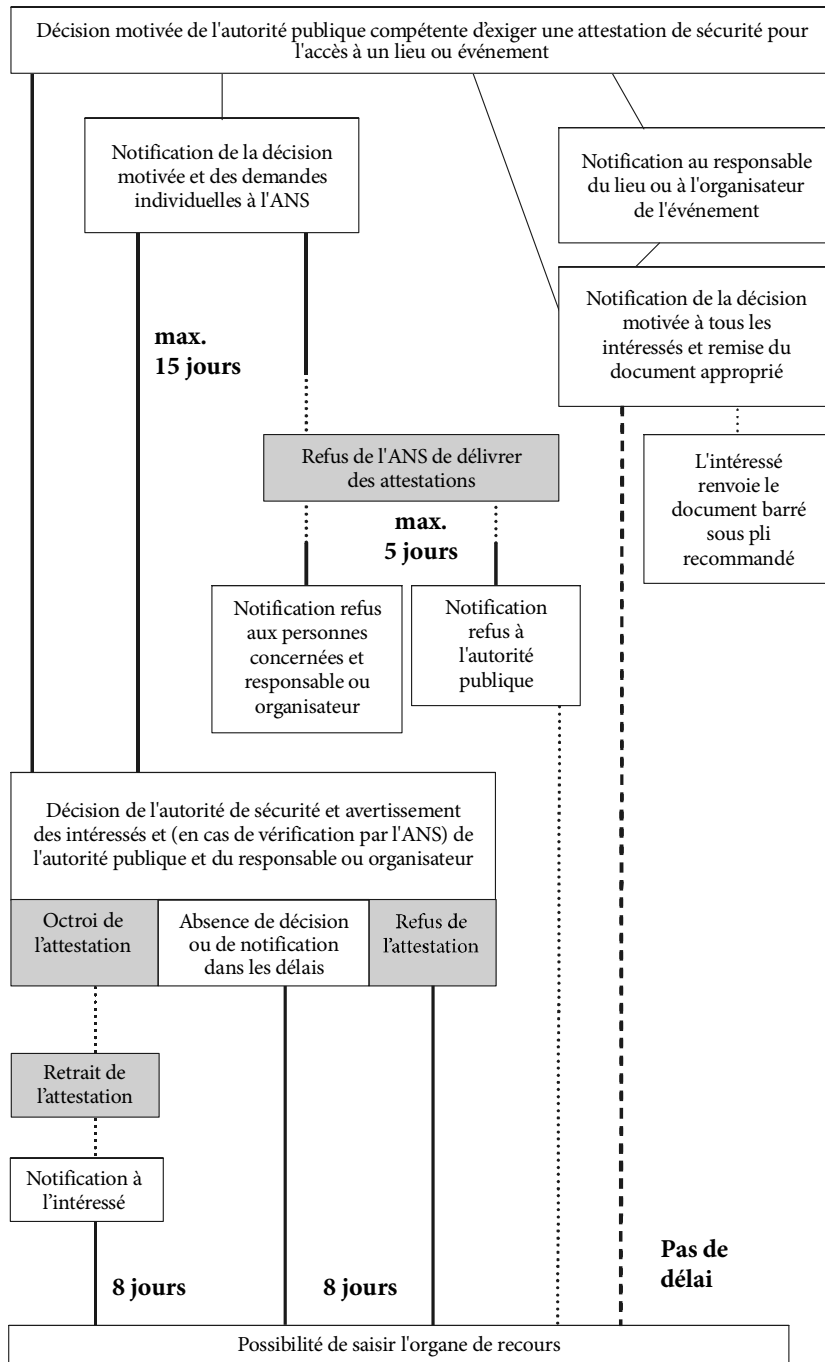 Décision motivée de l'autorité publique compétente d'exiger une attestation de sécurité pour
l'accès à un lieu ou événement
Notification de la décision
motivée et des demandes
individuelles à l'ANS
Notification au responsable
du lieu ou à l'organisateur
de l'événement
Notification de la décision
motivée à tous les
intéressés et remise du
document approprié
max.
15 jours
Refus de l'ANS de délivrer
des attestations
L'intéressé
renvoie le
document barré
sous pli
recommandé
max.
5 jours
Notification refus
aux personnes
concernées et
responsable ou
organisateur
Notification
refus à
l'autorité
publique
Décision de l'autorité de sécurité et avertissement
des intéressés et (en cas de vérification par l'ANS) de
l'autorité publique et du responsable ou organisateur
Octroi de
l'attestation
Absence de décision
ou de notification
dans les délais
Refus de
l'attestation
Retrait de
l'attestation
Notification à
l'intéressé
8 jours
8 jours
Pas de
délai
Possibilité de saisir l'organe de recours